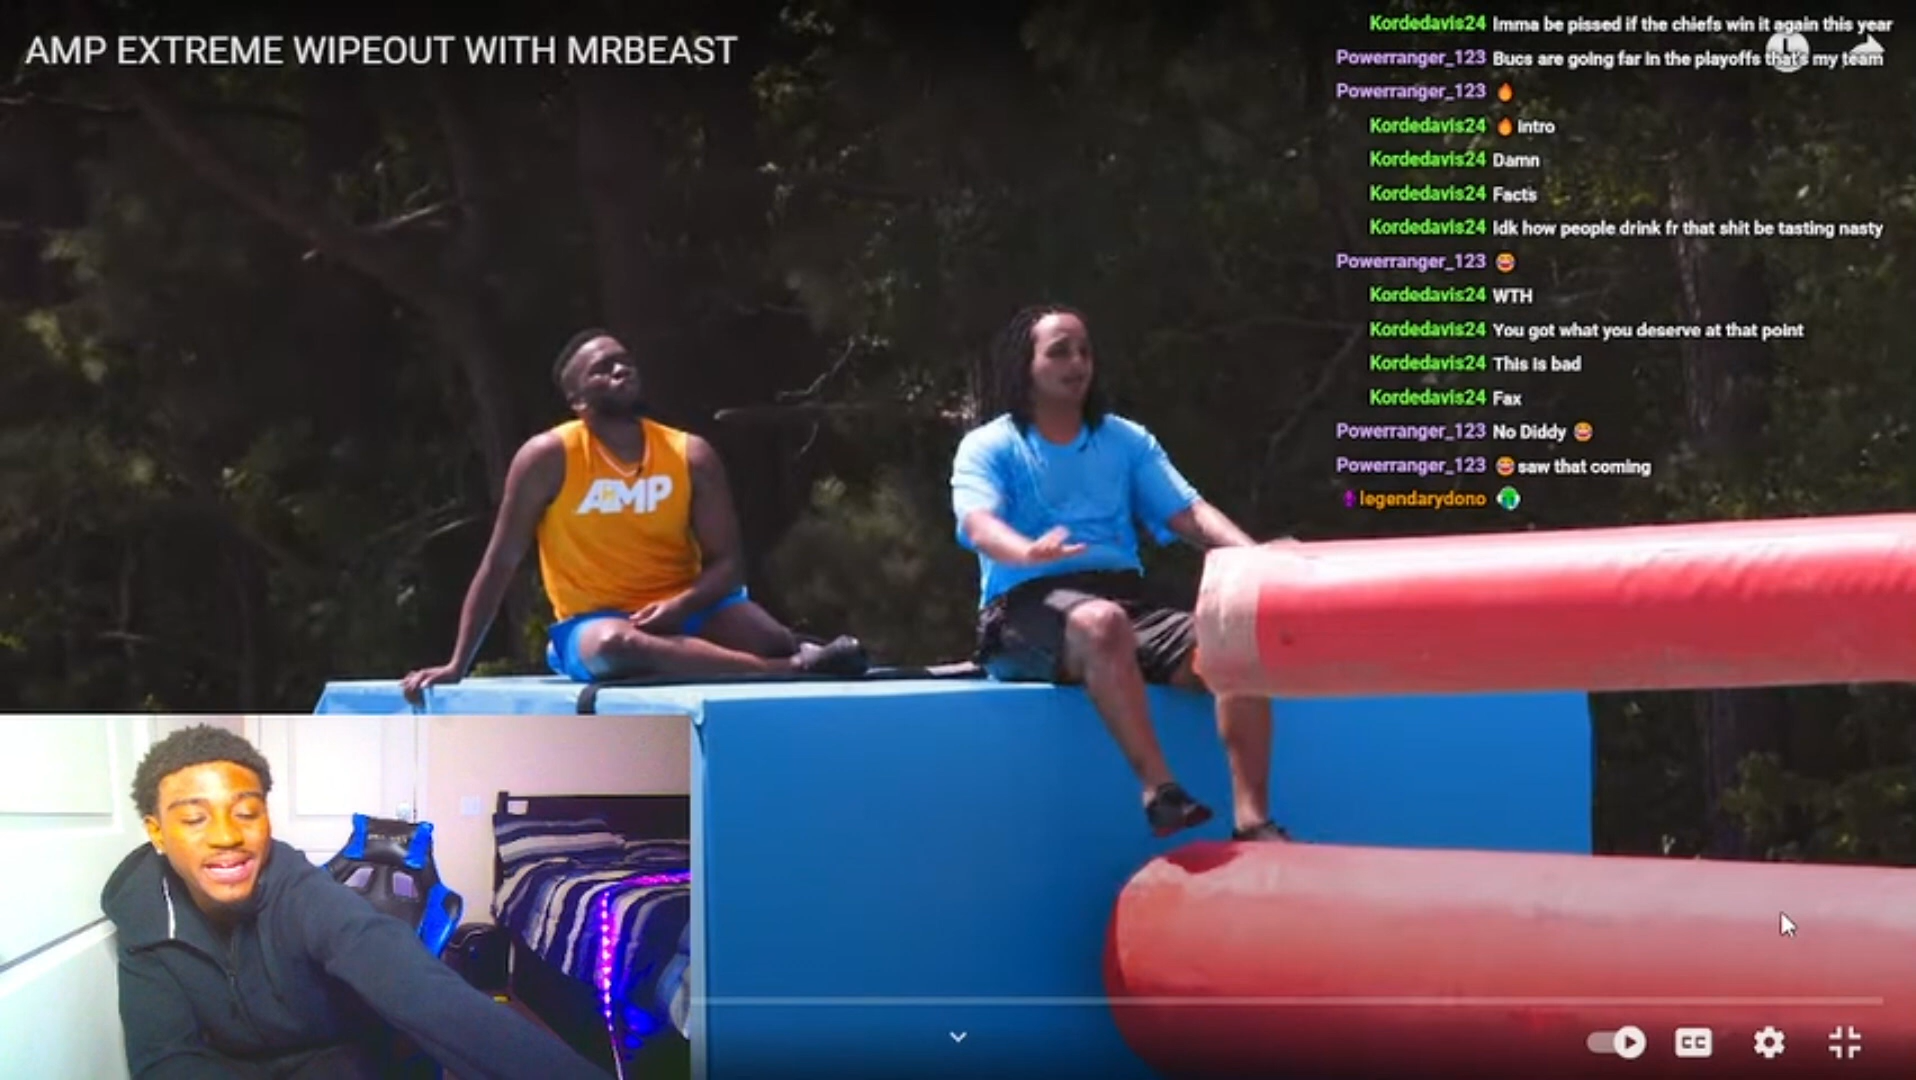 AMP EXTREME WIPEOUT WITH MRBEAST
Kordedavis24 Imma be pissed if the chiefs win it again this year
Powerranger_123 Bucs are going far in the playoffs that's my team
Powerranger_123 🔥
Kordedavis24 🔥 intro
Kordedavis24 Damn
Kordedavis24 Facts
Kordedavis24 Idk how people drink fr that shit be tasting nasty
Powerranger_123 😂
Kordedavis24 WTH
Kordedavis24 You got what you deserve at that point
Kordedavis24 This is bad
Kordedavis24 Fax
Powerranger_123 No Diddy 😂
Powerranger_123 😂 saw that coming
legendarydono
AMP
CC